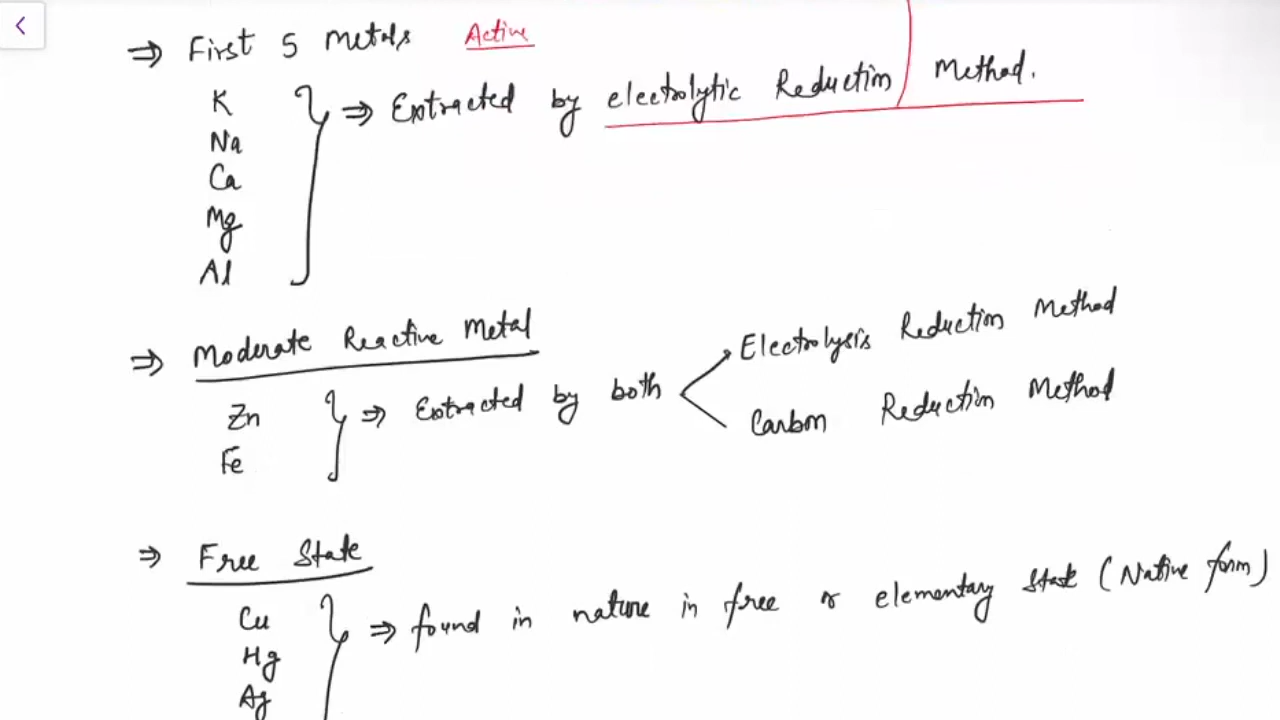 ⇒ First 5 Metals Active
K
Na
Ca
Mg
Al
⇒ Extracted by electrolytic Reduction Method.
⇒ Moderate Reactive Metal
Zn
Fe
⇒ Extracted by both
Electrolysis Reduction Method
Carbon Reduction Method
⇒ Free State
Cu
Hg
Ag
⇒ found in nature in free or elementary state (Native form)